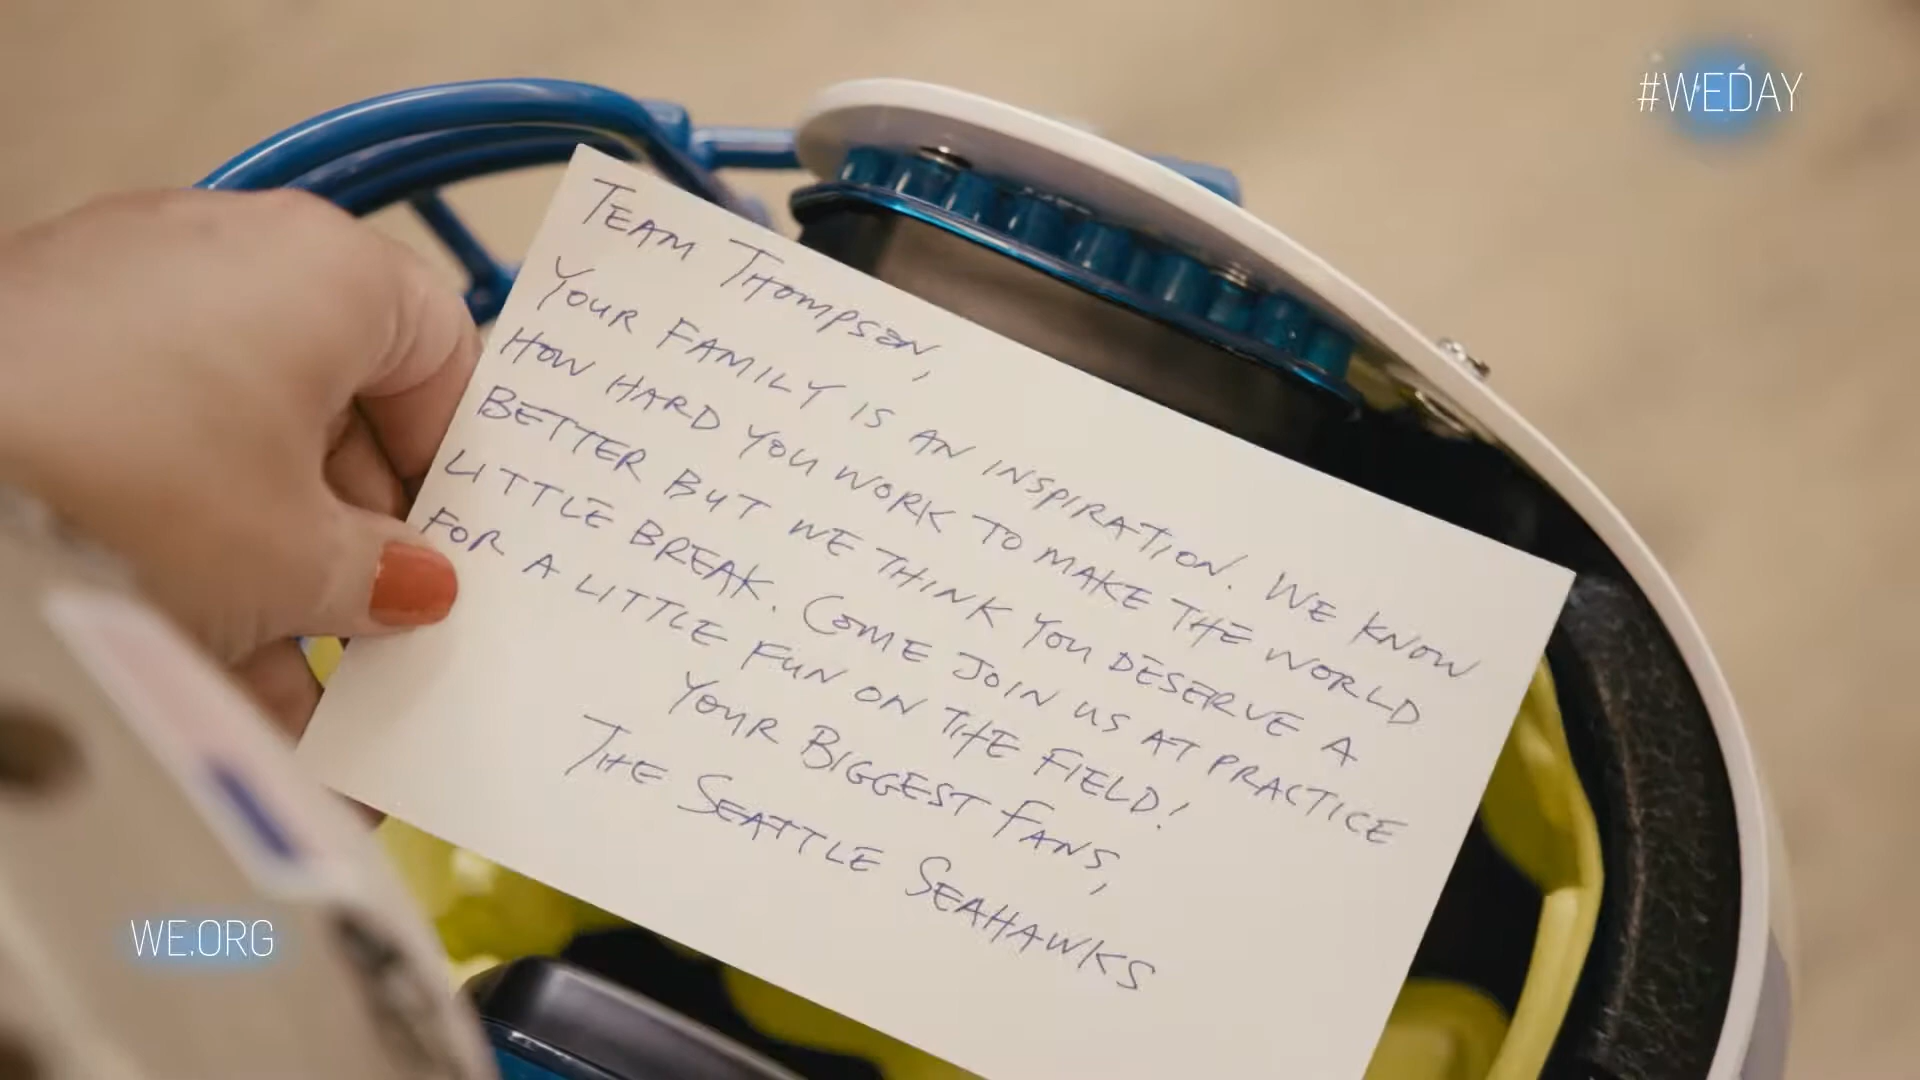 #WEDAY
TEAM THOMPSON,
YOUR FAMILY IS AN INSPIRATION. WE KNOW
HOW HARD YOU WORK TO MAKE THE WORLD
BETTER BUT WE THINK YOU DESERVE A
LITTLE BREAK. COME JOIN US AT PRACTICE
FOR A LITTLE FUN ON THE FIELD!
YOUR BIGGEST FANS,
THE SEATTLE SEAHAWKS
WE.ORG